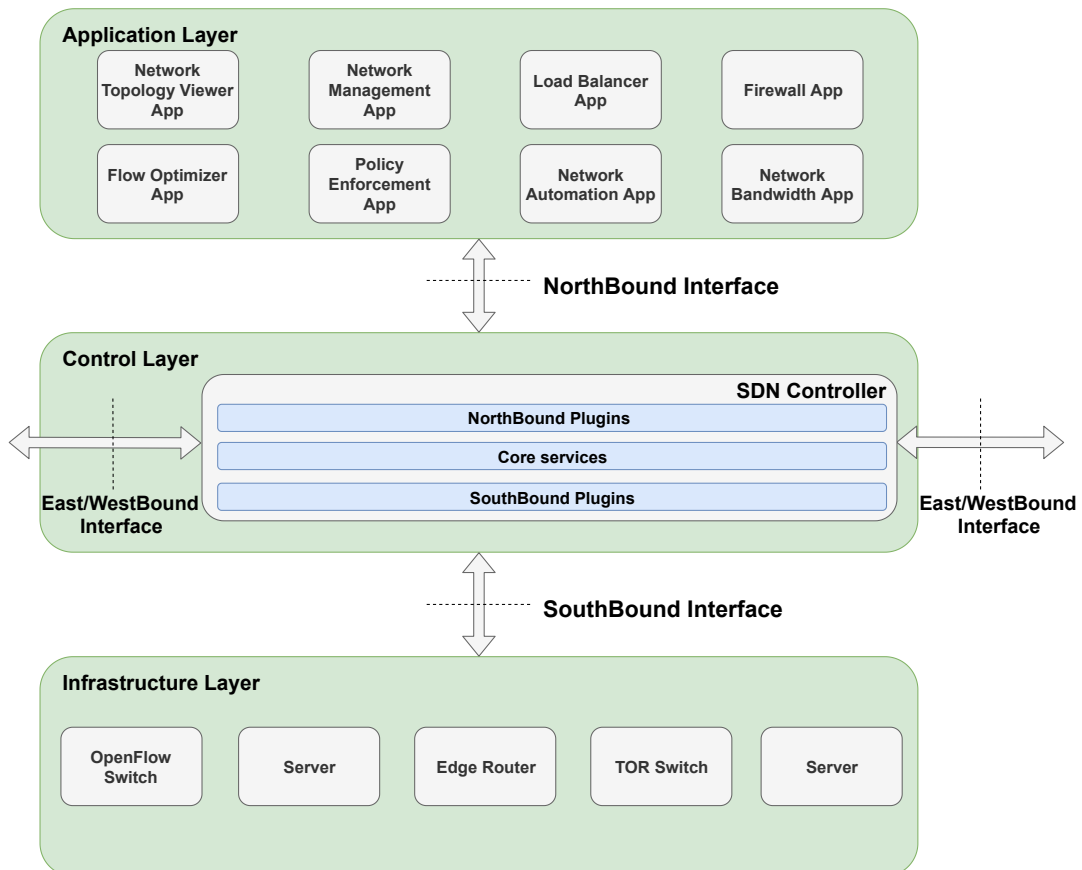 Application Layer
Network
Topology Viewer
App
Network
Management App
Load Balancer
App
Firewall App
Flow Optimizer
App
Policy
Enforcement
App
Network
Automation App
Network
Bandwidth App
NorthBound Interface
Control Layer
SDN Controller
NorthBound Plugins
Core services
SouthBound Plugins
East/WestBound
Interface
East/WestBound
Interface
SouthBound Interface
Infrastructure Layer
OpenFlow
Switch
Server
Edge Router
TOR Switch
Server